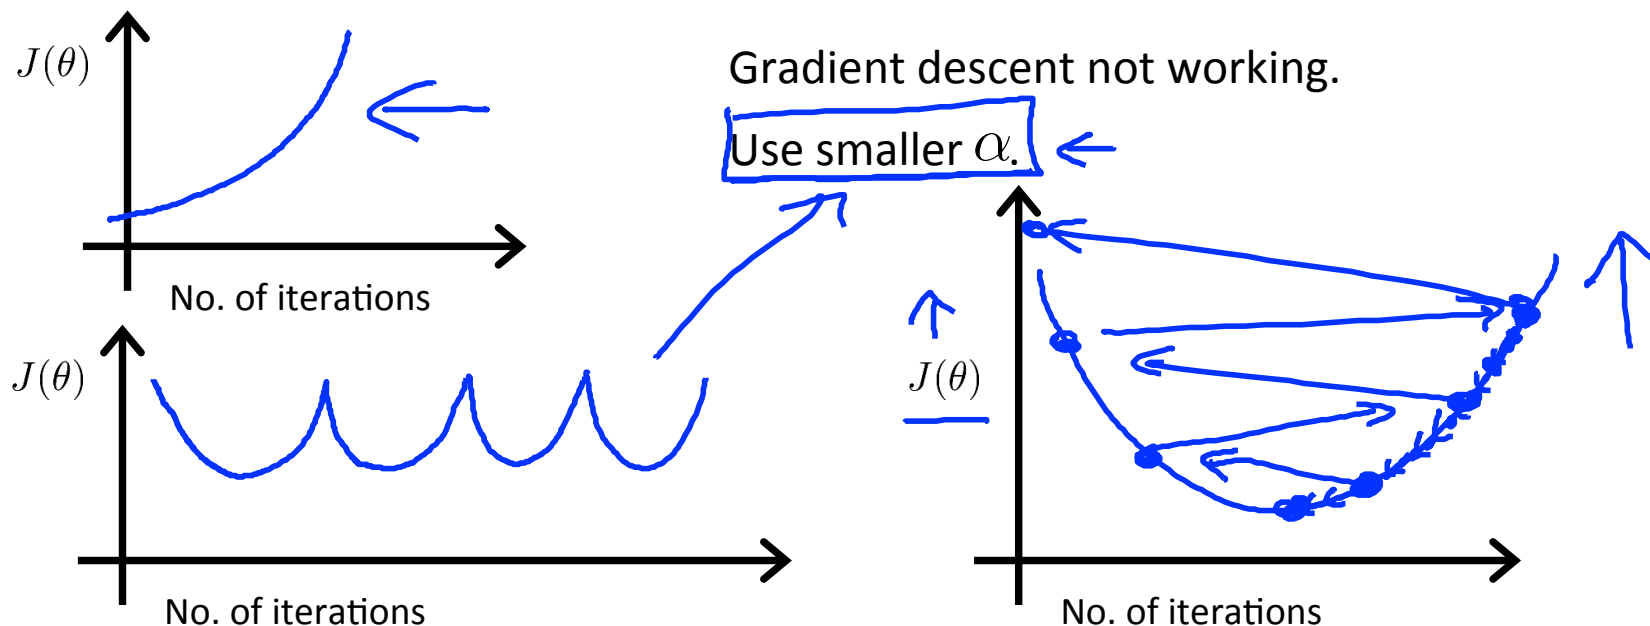 J(θ)
No. of iterations
Gradient descent not working.
Use smaller α.
J(θ)
No. of iterations
J(θ)
No. of iterations